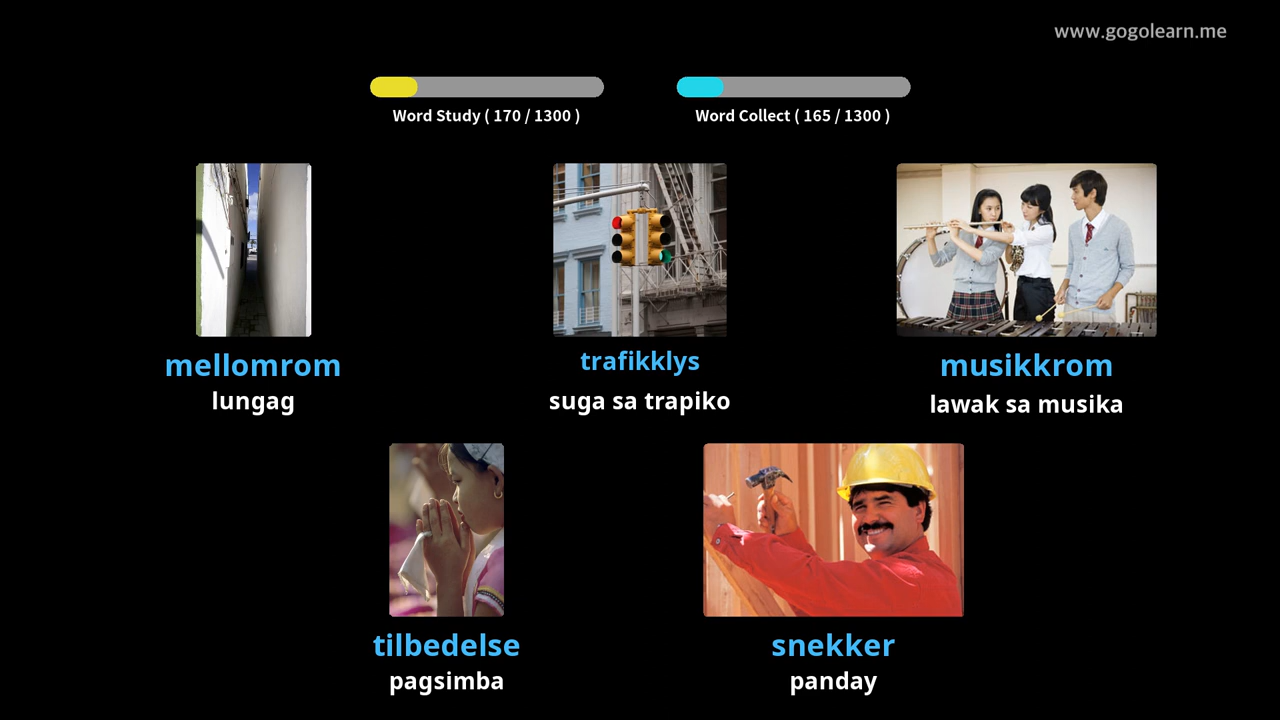 www.gogolearn.me
Word Study ( 170 / 1300 )
Word Collect ( 165 / 1300 )
mellomrom
lungag
trafikklys
suga sa trapiko
musikkrom
lawak sa musika
tilbedelse
pagsimba
snekker
panday